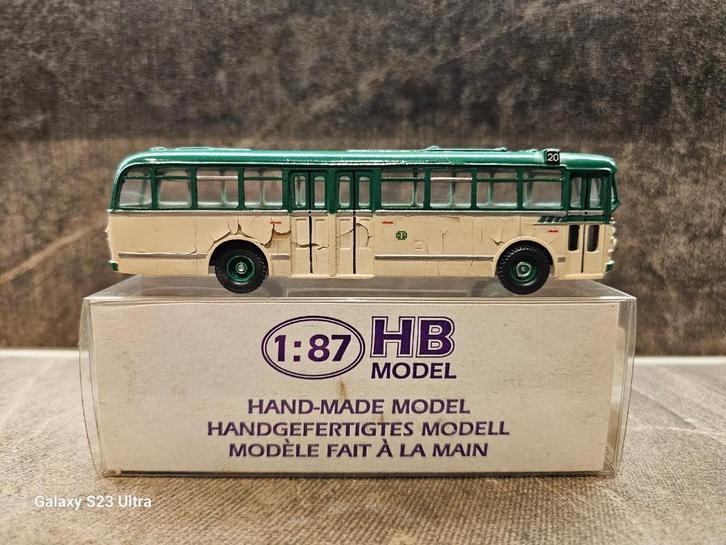 20
1:87 HB
MODEL
HAND-MADE MODEL
HANDGEFERTIGTES MODELL
MODÈLE FAIT À LA MAIN
Galaxy S23 Ultra